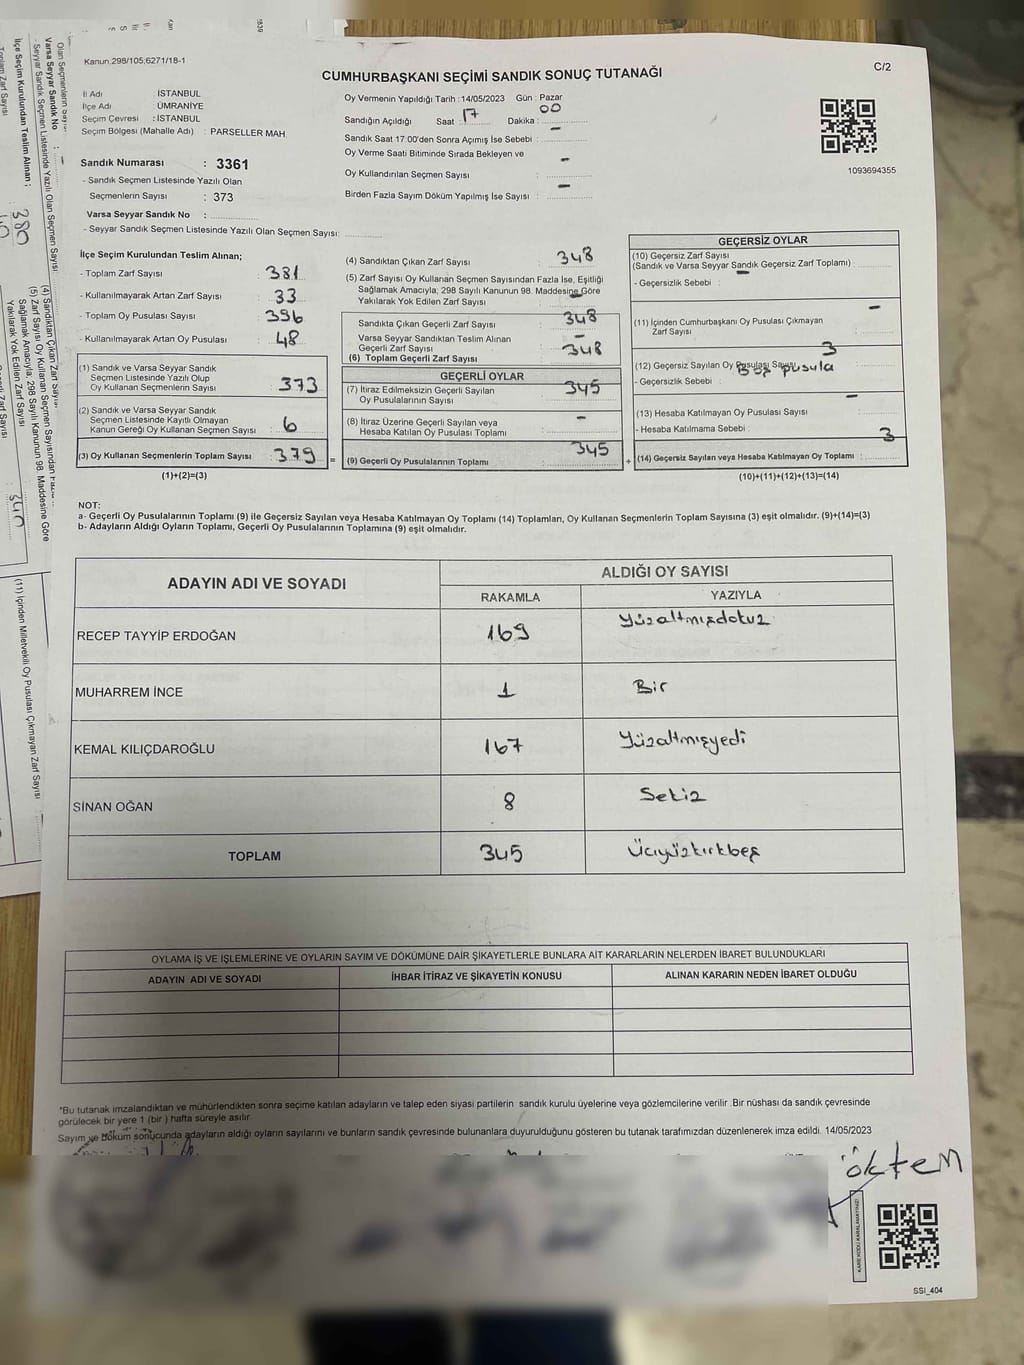 Kanun:298/105;6271/18-1
C/2
CUMHURBAŞKANI SEÇİMİ SANDIK SONUÇ TUTANAĞI
İl Adı : İSTANBUL
İlçe Adı : ÜMRANİYE
Seçim Çevresi : İSTANBUL
Seçim Bölgesi (Mahalle Adı) : PARSELLER MAH.
Sandık Numarası : 3361
- Sandık Seçmen Listesinde Yazılı Olan
Seçmenlerin Sayısı : 373
Varsa Seyyar Sandık No :
- Seyyar Sandık Seçmen Listesinde Yazılı Olan Seçmen Sayısı:
Oy Vermenin Yapıldığı Tarih :14/05/2023 Gün : Pazar
Sandığın Açıldığı Saat : 17 Dakika : 00
Sandık Saat 17:00'den Sonra Açımış İse Sebebi : -
Oy Verme Saati Bitiminde Sırada Bekleyen ve
Oy Kullandırılan Seçmen Sayısı : -
Birden Fazla Sayım Döküm Yapılmış İse Sayısı : -
1093694355
İlçe Seçim Kurulundan Teslim Alınan;
- Toplam Zarf Sayısı : 381
- Kullanılmayarak Artan Zarf Sayısı : 33
- Toplam Oy Pusulası Sayısı : 396
- Kullanılmayarak Artan Oy Pusulası : 48
(1) Sandık ve Varsa Seyyar Sandık
Seçmen Listesinde Yazılı Olup
Oy Kullanan Seçmenlerin Sayısı : 373
(2) Sandık ve Varsa Seyyar Sandık
Seçmen Listesinde Kayıtlı Olmayan
Kanun Gereği Oy Kullanan Seçmen Sayısı : 6
(3) Oy Kullanan Seçmenlerin Toplam Sayısı : 379
(1)+(2)=(3)
(4) Sandıktan Çıkan Zarf Sayısı : 348
(5) Zarf Sayısı Oy Kullanan Seçmen Sayısından Fazla İse, Eşitliği
Sağlamak Amacıyla; 298 Sayılı Kanunun 98. Maddesine Göre
Yakılarak Yok Edilen Zarf Sayısı : -
Sandıkta Çıkan Geçerli Zarf Sayısı : 348
Varsa Seyyar Sandıktan Teslim Alınan
Geçerli Zarf Sayısı : -
(6) Toplam Geçerli Zarf Sayısı : 348
GEÇERLİ OYLAR
(7) İtiraz Edilmeksizin Geçerli Sayılan
Oy Pusulalarının Sayısı : 345
(8) İtiraz Üzerine Geçerli Sayılan veya
Hesaba Katılan Oy Pusulası Toplamı : -
= (9) Geçerli Oy Pusulalarının Toplamı : 345
GEÇERSİZ OYLAR
(10) Geçersiz Zarf Sayısı
(Sandık ve Varsa Seyyar Sandık Geçersiz Zarf Toplamı) : -
- Geçersizlik Sebebi :
(11) İçinden Cumhurbaşkanı Oy Pusulası Çıkmayan
Zarf Sayısı : -
(12) Geçersiz Sayılan Oy Pusulası Sayısı : 3
- Geçersizlik Sebebi : Boş pusula
(13) Hesaba Katılmayan Oy Pusulası Sayısı : -
- Hesaba Katılmama Sebebi :
+ (14) Geçersiz Sayılan veya Hesaba Katılmayan Oy Toplamı : 3
(10)+(11)+(12)+(13)=(14)
NOT:
a- Geçerli Oy Pusulalarının Toplamı (9) ile Geçersiz Sayılan veya Hesaba Katılmayan Oy Toplamı (14) Toplamları, Oy Kullanan Seçmenlerin Toplam Sayısına (3) eşit olmalıdır. (9)+(14)=(3)
b- Adayların Aldığı Oyların Toplamı, Geçerli Oy Pusulalarının Toplamına (9) eşit olmalıdır.
ADAYIN ADI VE SOYADI
ALDIĞI OY SAYISI
RAKAMLA YAZIYLA
RECEP TAYYİP ERDOĞAN 169 Yüzaltmışdokuz
MUHARREM İNCE 1 Bir
KEMAL KILIÇDAROĞLU 167 Yüzaltmışyedi
SİNAN OĞAN 8 Sekiz
TOPLAM 345 Üçyüzkırkbeş
OYLAMA İŞ VE İŞLEMLERİNE VE OYLARIN SAYIM VE DÖKÜMÜNE DAİR ŞİKAYETLERLE BUNLARA AİT KARARLARIN NELERDEN İBARET BULUNDUKLARI
ADAYIN ADI VE SOYADI İHBAR İTİRAZ VE ŞİKAYETİN KONUSU ALINAN KARARIN NEDEN İBARET OLDUĞU
*Bu tutanak imzalandıktan ve mühürlendikten sonra seçime katılan adayların ve talep eden siyasi partilerin sandık kurulu üyelerine veya gözlemcilerine verilir .Bir nüshası da sandık çevresinde
görülecek bir yere 1 (bir ) hafta süreyle asılır.
Sayım ve Döküm sonucunda adayların aldığı oyların sayılarını ve bunların sandık çevresinde bulunanlara duyurulduğunu gösteren bu tutanak tarafımızdan düzenlenerek imza edildi. 14/05/2023
ökten
KARE KODU KARALAMAYINIZ!
SSI_404
Varsa Seyyar Sandık No :
- Seyyar Sandık Seçmen Listesinde Yazılı Olan Seçmen Sayısı:
İlçe Seçim Kurulundan Teslim Alınan ;
380
(4) Sandıktan Çıkan Zarf Sayısı
(5) Zarf Sayısı Oy Kullanan Seçmen Sayısından Fazla
Sağlamak Amacıyla, 298 Sayılı Kanunun 98. Maddesine Göre
Yakılarak Yok Edilen Zarf Sayısı
340
(11) İçinden Milletvekili Oy Pusulası Çıkmayan Zarf Sayısı